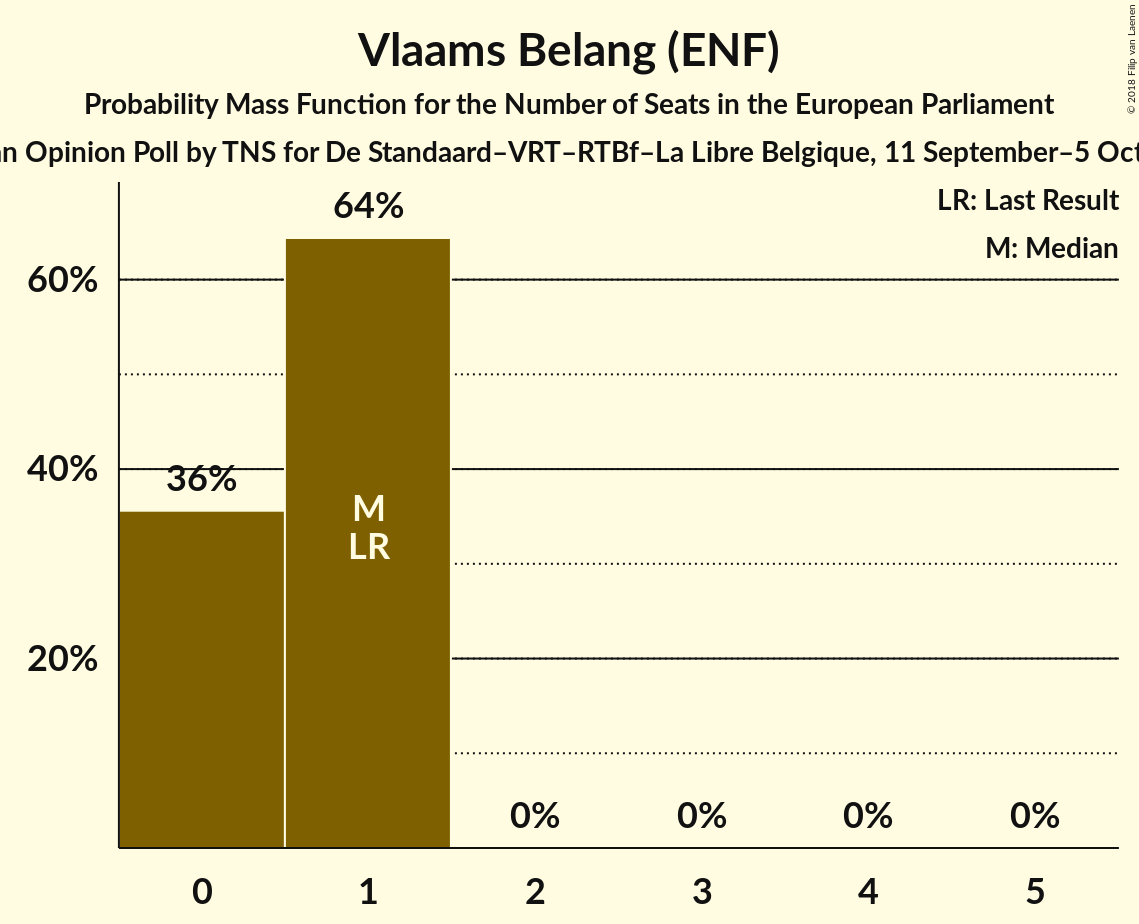 Vlaams Belang (ENF)
Probability Mass Function for the Number of Seats in the European Parliament
Opinion Poll by TNS for De Standaard–VRT–RTBf–La Libre Belgique, 11 September–5
© 2018 Filip van Laenen
LR: Last Result
M: Median
64%
60%
40%
36%
M
LR
20%
0% 0% 0% 0%
0 1 2 3 4 5